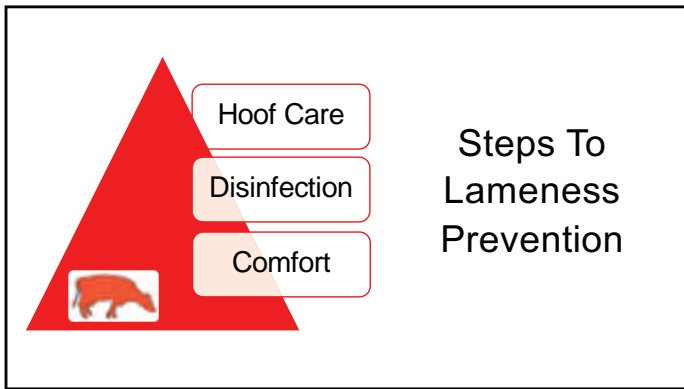 Hoof Care
Disinfection
Comfort
Steps To
Lameness
Prevention